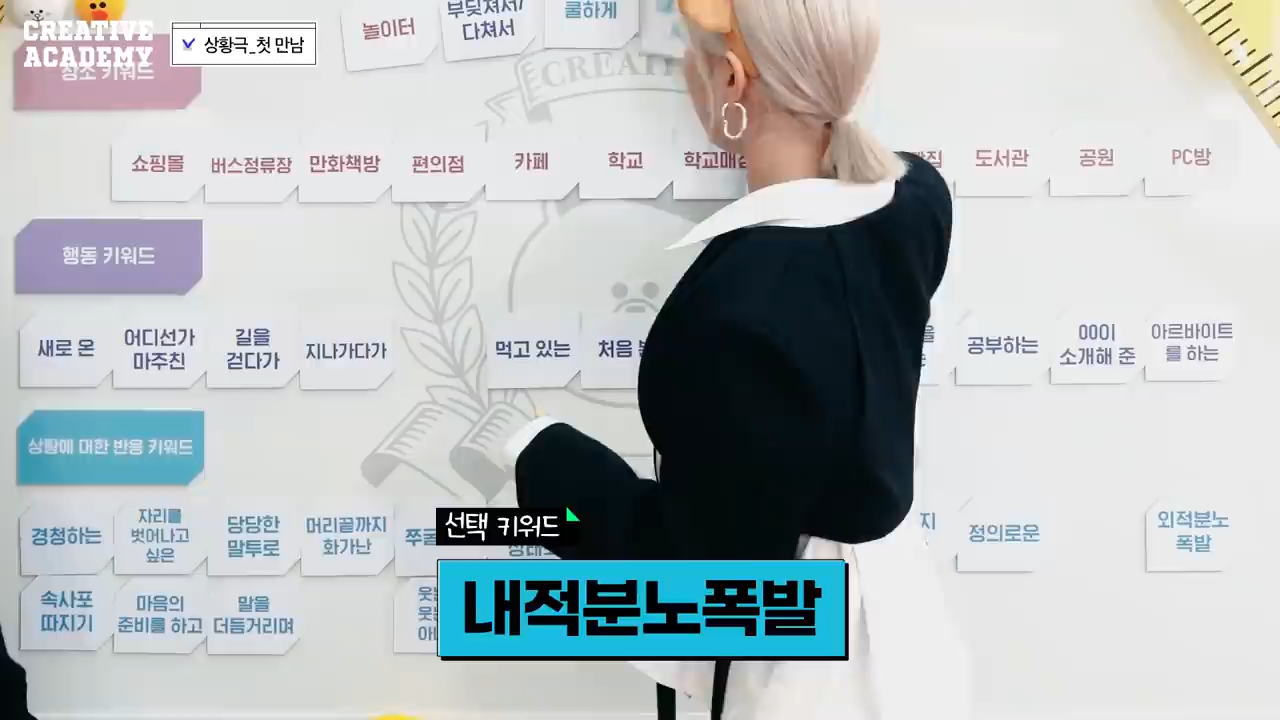 CREATIVE
ACADEMY
상황극_첫 만남
놀이터
부딪쳐서/
다쳐서
쿨하게
장소 키워드
CREATI
쇼핑몰
버스정류장
만화책방
편의점
카페
학교
학교매점
도서관
공원
PC방
행동 키워드
새로 온
어디선가
마주친
길을
걷다가
지나가다가
먹고 있는
처음
공부하는
OOO이
소개해 준
아르바이트
를 하는
상황에 대한 반응 키워드
경청하는
자리를
벗어나고
싶은
당당한
말투로
머리끝까지
화가난
정의로운
외적분노
폭발
속사포
따지기
마음의
준비를 하고
말을
더듬거리며
선택 키워드
내적분노폭발